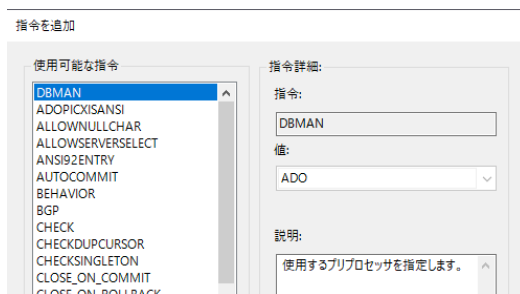 指令を追加
使用可能な指令
DBMAN
ADOPICXISANSI
ALLOWNULLCHAR
ALLOWSERVERSELECT
ANSI92ENTRY
AUTOCOMMIT
BEHAVIOR
BGP
CHECK
CHECKDUPCURSOR
CHECKSINGLETON
CLOSE_ON_COMMIT
CLOSE_ON_ROLLBACK
指令詳細:
指令:
DBMAN
値:
ADO
説明:
使用するプリプロセッサを指定します。